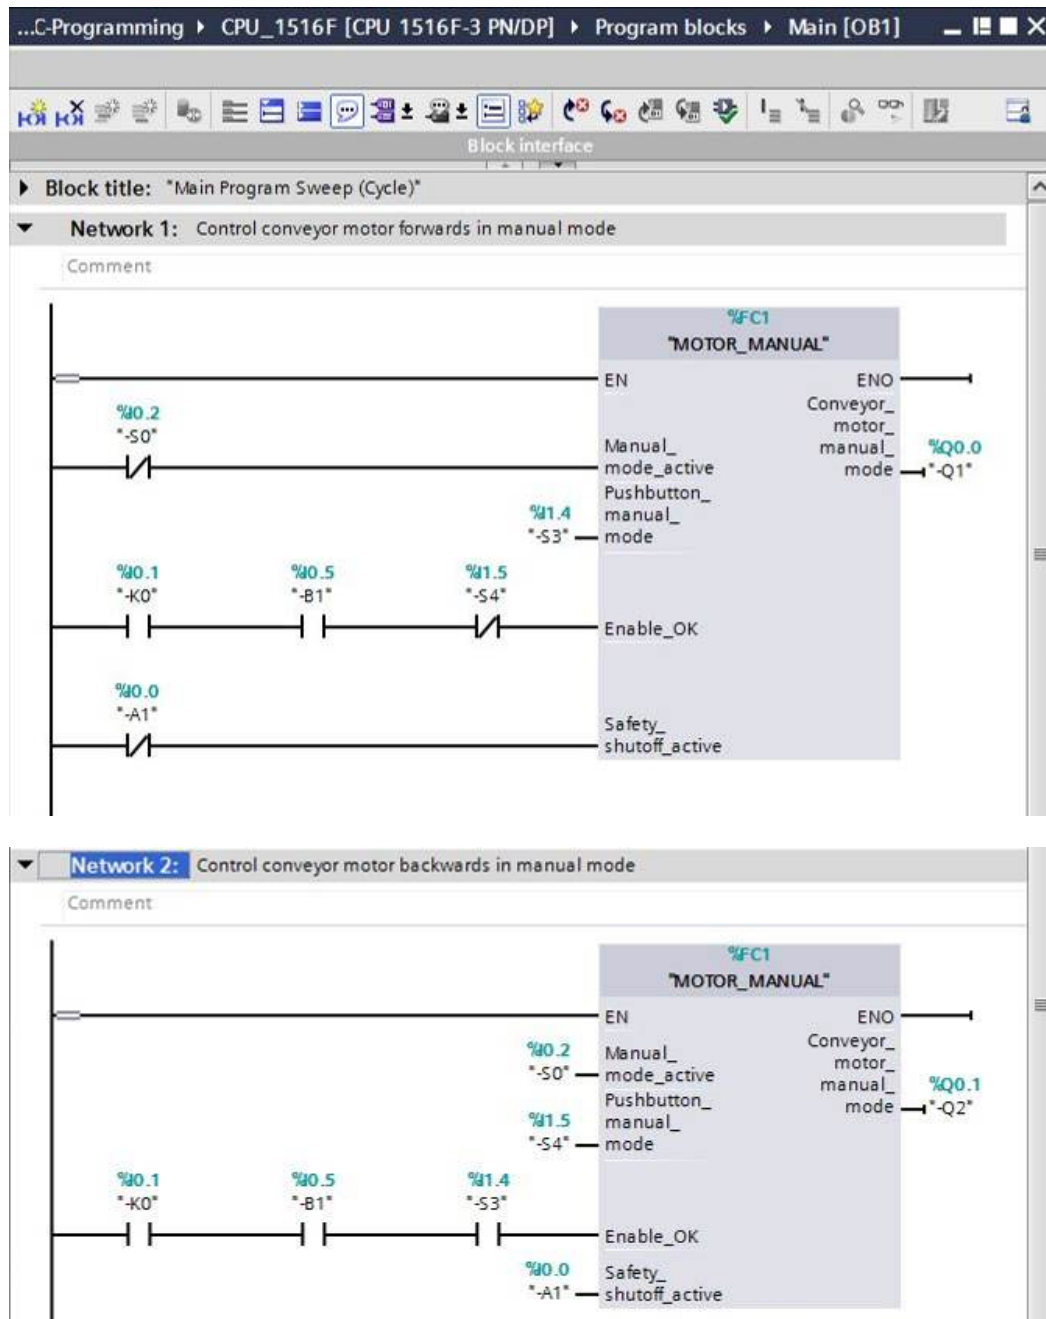 ...C-Programming ▸ CPU_1516F [CPU 1516F-3 PN/DP] ▸ Program blocks ▸ Main [OB1]
Block interface
Block title: "Main Program Sweep (Cycle)"
Network 1: Control conveyor motor forwards in manual mode
Comment
%FC1
"MOTOR_MANUAL"
EN
ENO
%I0.2
"-S0"
Manual_
mode_active
Conveyor_
motor_
manual_
mode
%Q0.0
"-Q1"
%I1.4
"-S3"
Pushbutton_
manual_
mode
%I0.1
"-K0"
%I0.5
"-B1"
%I1.5
"-S4"
Enable_OK
%I0.0
"-A1"
Safety_
shutoff_active
Network 2: Control conveyor motor backwards in manual mode
Comment
%FC1
"MOTOR_MANUAL"
EN
ENO
%I0.2
"-S0"
Manual_
mode_active
Conveyor_
motor_
manual_
mode
%Q0.1
"-Q2"
%I1.5
"-S4"
Pushbutton_
manual_
mode
%I0.1
"-K0"
%I0.5
"-B1"
%I1.4
"-S3"
Enable_OK
%I0.0
"-A1"
Safety_
shutoff_active